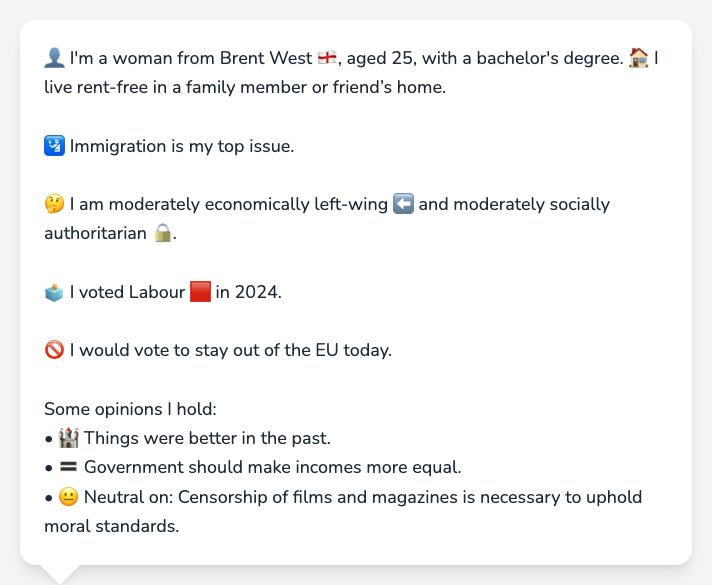 👤 I'm a woman from Brent West 🏴󠁧󠁢󠁥󠁮󠁧󠁿, aged 25, with a bachelor's degree. 🏠 I
live rent-free in a family member or friend’s home.
🛂 Immigration is my top issue.
🤔 I am moderately economically left-wing ⬅️ and moderately socially
authoritarian 🔒.
🗳️ I voted Labour 🟥 in 2024.
🚫 I would vote to stay out of the EU today.
Some opinions I hold:
• 🏰 Things were better in the past.
• 🟰 Government should make incomes more equal.
• 😐 Neutral on: Censorship of films and magazines is necessary to uphold
moral standards.